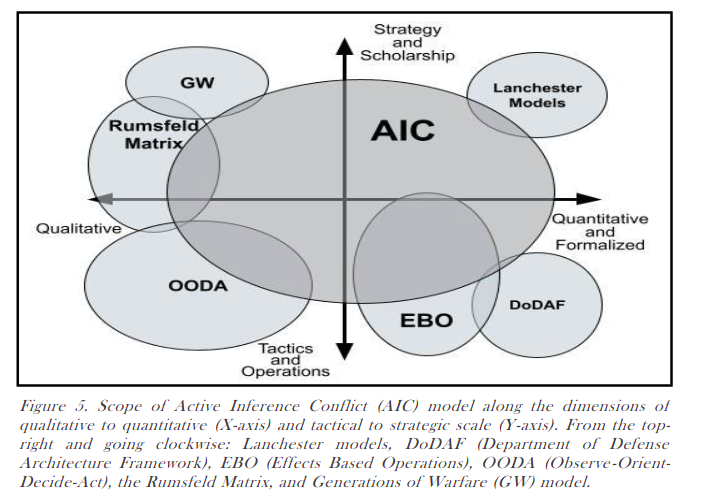 Strategy
and
Scholarship
GW
Lanchester
Models
AIC
Rumsfeld
Matrix
Qualitative
Quantitative
and
Formalized
OODA
EBO
DoDAF
Tactics
and
Operations
Figure 5. Scope of Active Inference Conflict (AIC) model along the dimensions of
qualitative to quantitative (X-axis) and tactical to strategic scale (Y-axis). From the top-
right and going clockwise: Lanchester models, DoDAF (Department of Defense
Architecture Framework), EBO (Effects Based Operations), OODA (Observe-Orient-
Decide-Act), the Rumsfeld Matrix, and Generations of Warfare (GW) model.